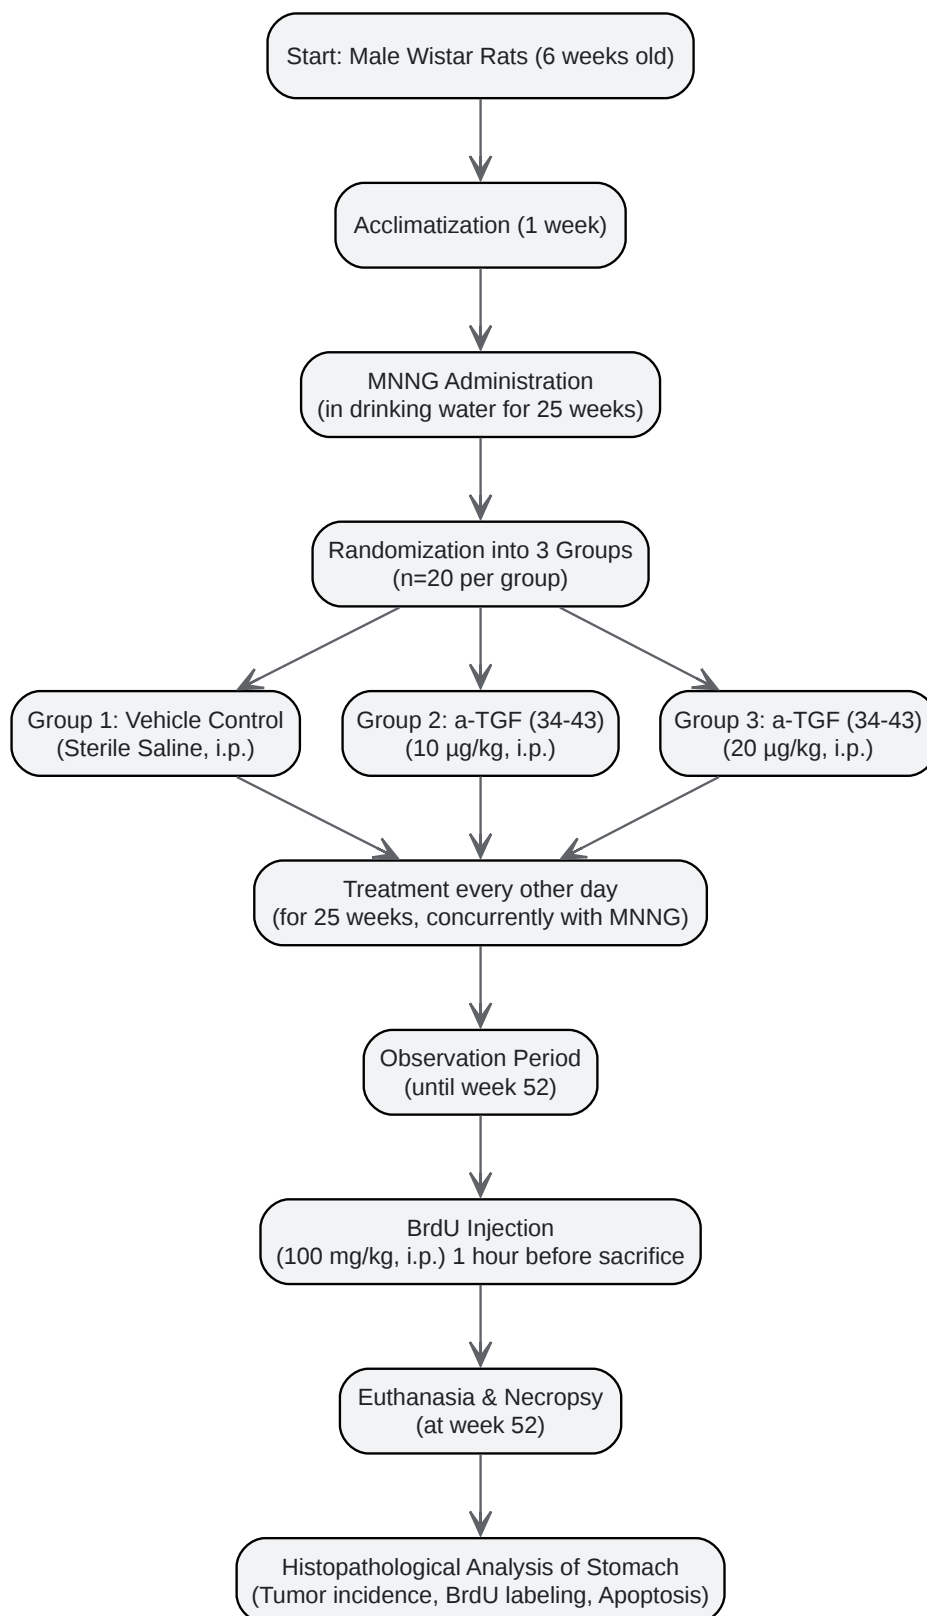 Start: Male Wistar Rats (6 weeks old)
Acclimatization (1 week)
MNNG Administration
(in drinking water for 25 weeks)
Randomization into 3 Groups
(n=20 per group)
Group 1: Vehicle Control
(Sterile Saline, i.p.)
Group 2: a-TGF (34-43)
(10 µg/kg, i.p.)
Group 3: a-TGF (34-43)
(20 µg/kg, i.p.)
Treatment every other day
(for 25 weeks, concurrently with MNNG)
Observation Period
(until week 52)
BrdU Injection
(100 mg/kg, i.p.) 1 hour before sacrifice
Euthanasia & Necropsy
(at week 52)
Histopathological Analysis of Stomach
(Tumor incidence, BrdU labeling, Apoptosis)